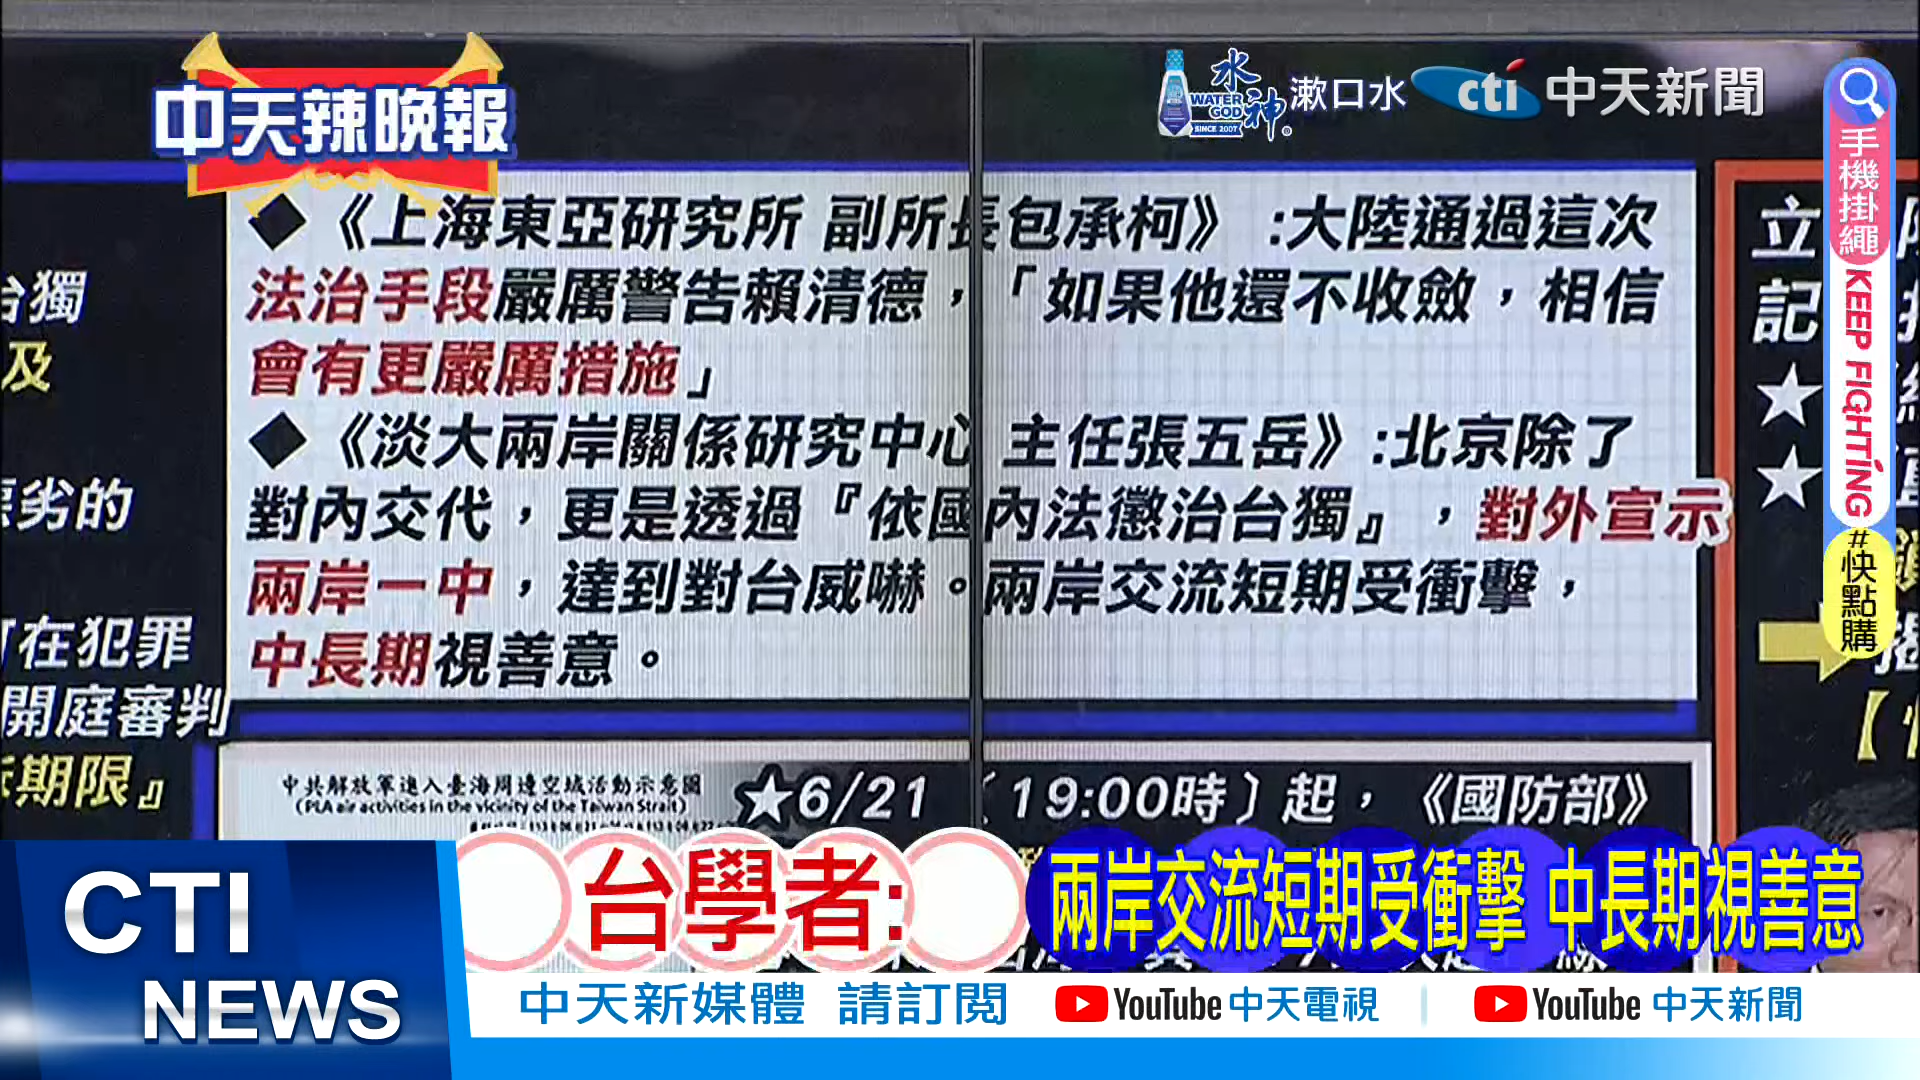 中天辣晚報
水神
WATER GOD
SINCE 2007
漱口水
cti 中天新聞
手機掛繩 KEEP FIGHTING #快點購
◆《上海東亞研究所 副所長包承柯》:大陸通過這次
法治手段嚴厲警告賴清德,「如果他還不收斂,相信
會有更嚴厲措施」
◆《淡大兩岸關係研究中心 主任張五岳》:北京除了
對內交代,更是透過『依國內法懲治台獨』,對外宣示
兩岸一中,達到對台威嚇。兩岸交流短期受衝擊,
中長期視善意。
台獨
及
惡劣的
在犯罪
開庭審判
期限』
立
記
★
★
中共解放軍進入臺海周邊空域活動示意圖
(PLA air activities in the vicinity of the Taiwan Strait)
★6/21〔19:00時〕起,《國防部》
台學者: 兩岸交流短期受衝擊 中長期視善意
CTI
NEWS
中天新媒體 請訂閱 YouTube 中天電視 | YouTube 中天新聞